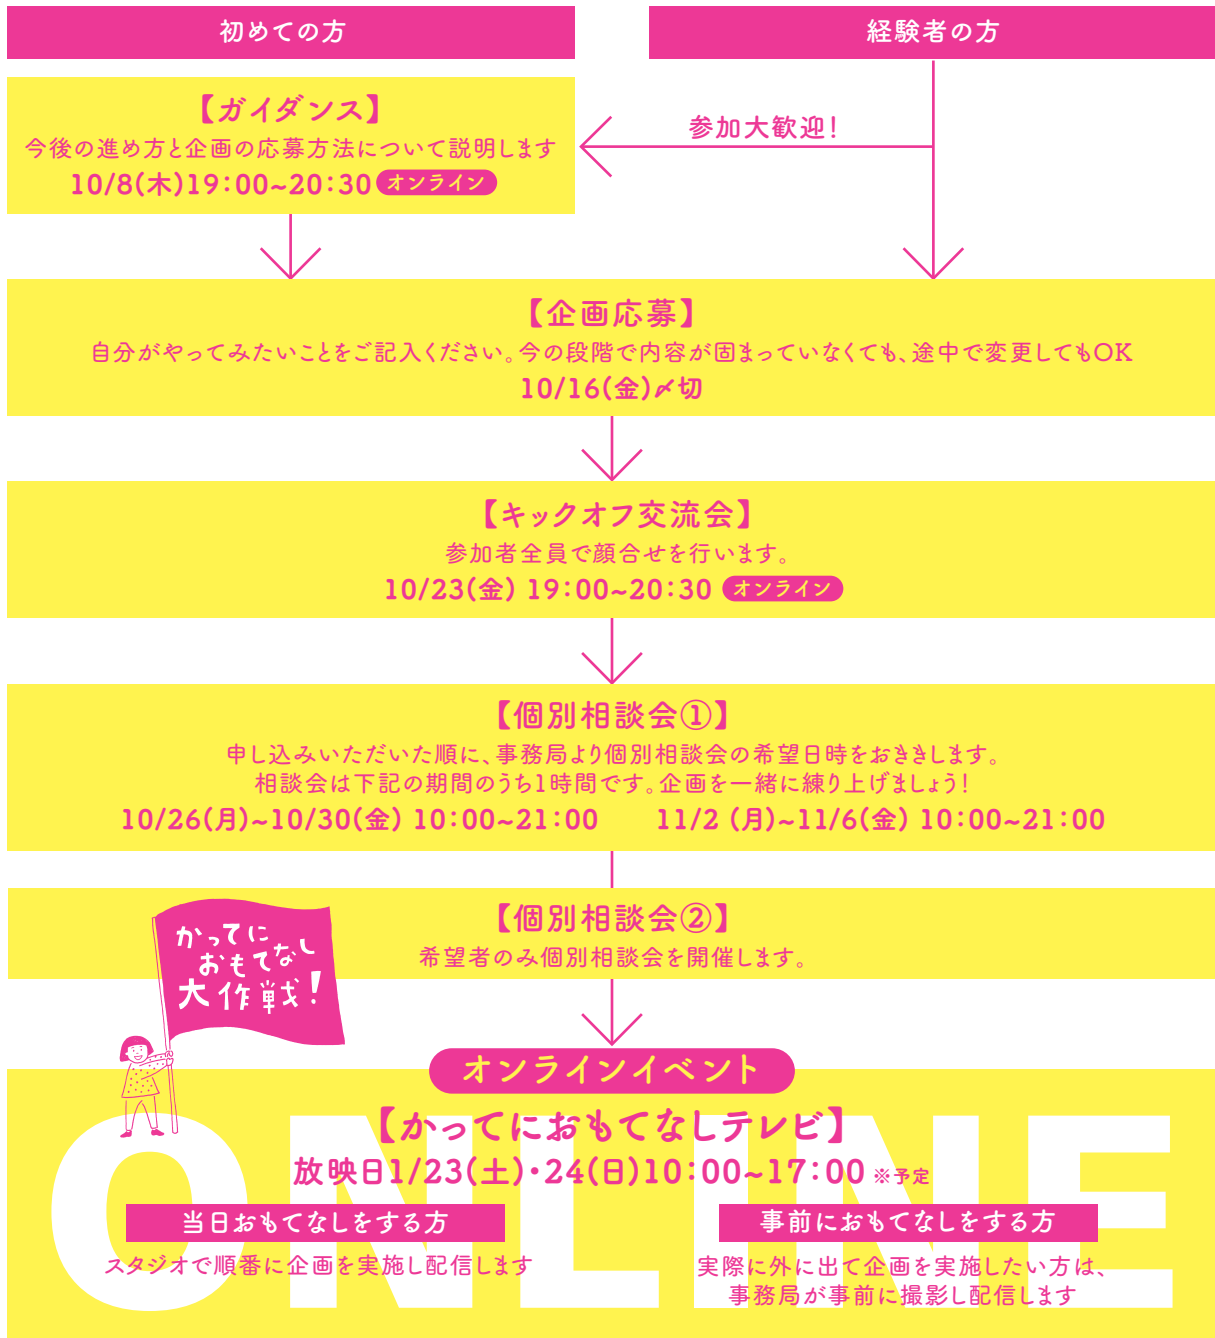 初めての方
経験者の方
【ガイダンス】
今後の進め方と企画の応募方法について説明します
10/8(木)19:00~20:30 オンライン
参加大歓迎!
【企画応募】
自分がやってみたいことをご記入ください。今の段階で内容が固まっていなくても、途中で変更してもOK
10/16(金)〆切
【キックオフ交流会】
参加者全員で顔合せを行います。
10/23(金) 19:00~20:30 オンライン
【個別相談会①】
申し込みいただいた順に、事務局より個別相談会の希望日時をおききします。
相談会は下記の期間のうち1時間です。企画を一緒に練り上げましょう!
10/26(月)~10/30(金) 10:00~21:00 11/2 (月)~11/6(金) 10:00~21:00
【個別相談会②】
希望者のみ個別相談会を開催します。
かってに
おもてなし
大作戦!
オンラインイベント
ONLINE
【かってにおもてなしテレビ】
放映日1/23(土)・24(日)10:00~17:00 ※予定
当日おもてなしをする方
スタジオで順番に企画を実施し配信します
事前におもてなしをする方
実際に外に出て企画を実施したい方は、
事務局が事前に撮影し配信します